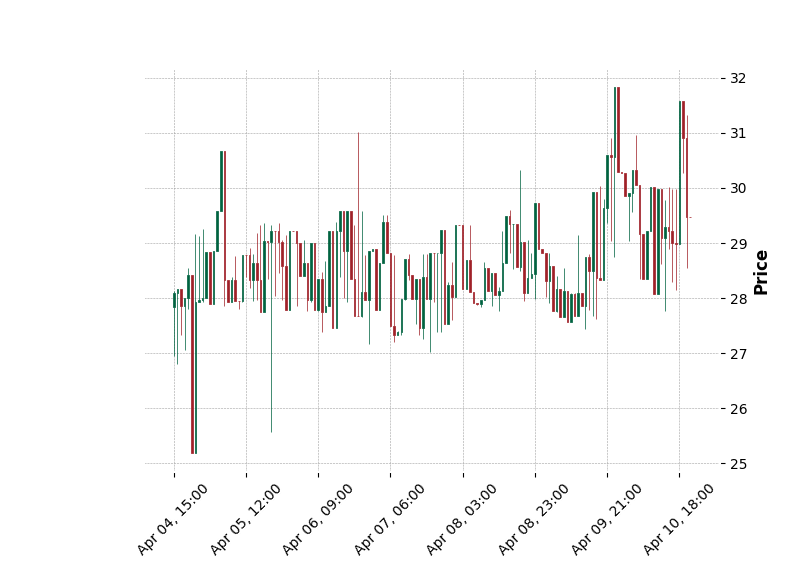 32
31
30
29
28
27
26
25
Price
Apr 04, 15:00
Apr 05, 12:00
Apr 06, 09:00
Apr 07, 06:00
Apr 08, 03:00
Apr 08, 23:00
Apr 09, 21:00
Apr 10, 18:00